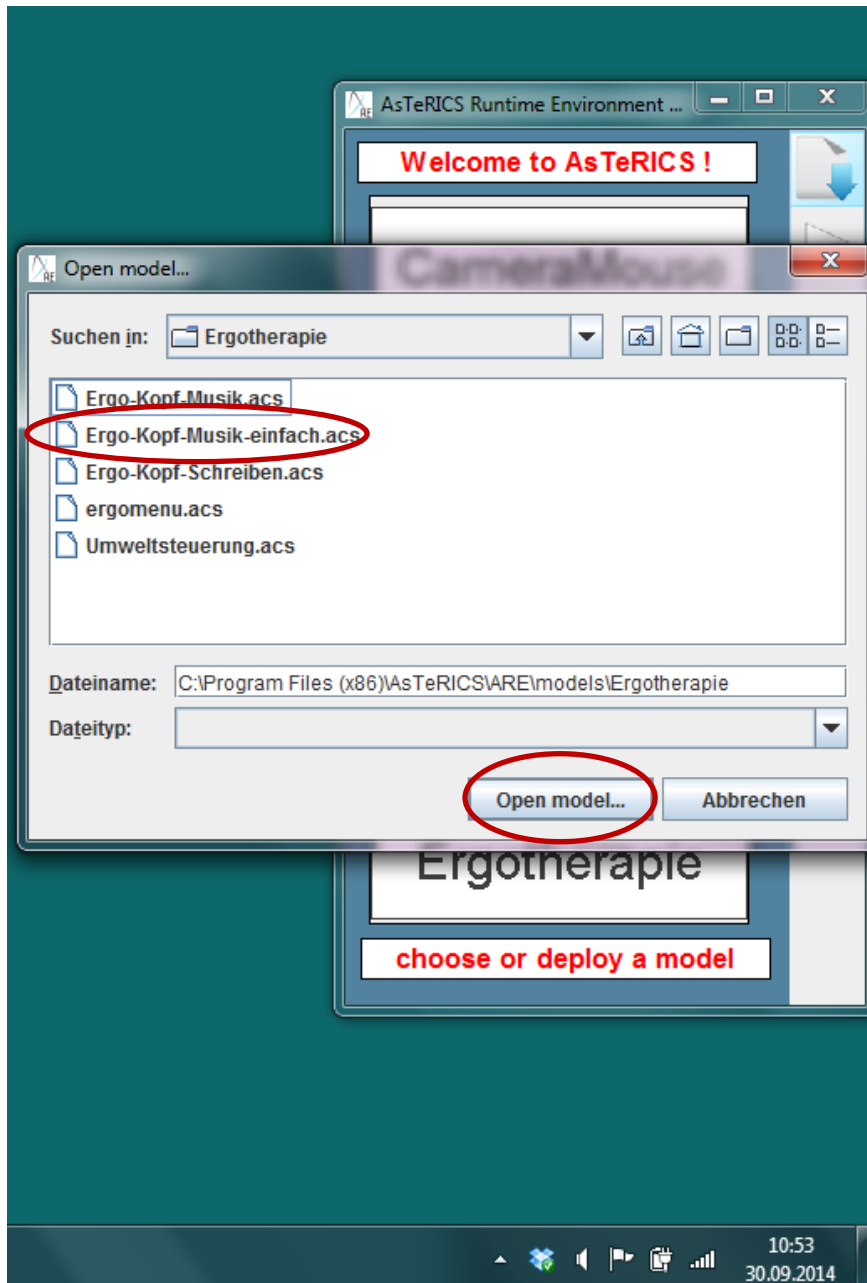 AsTeRICS Runtime Environment ...
Welcome to AsTeRICS !
Open model...
CameraMouse
Suchen in: Ergotherapie
Ergo-Kopf-Musik.acs
Ergo-Kopf-Musik-einfach.acs
Ergo-Kopf-Schreiben.acs
ergomenu.acs
Umweltsteuerung.acs
Dateiname: C:\Program Files (x86)\AsTeRICS\ARE\models\Ergotherapie
Dateityp:
Open model... Abbrechen
Ergotherapie
choose or deploy a model
10:53
30.09.2014